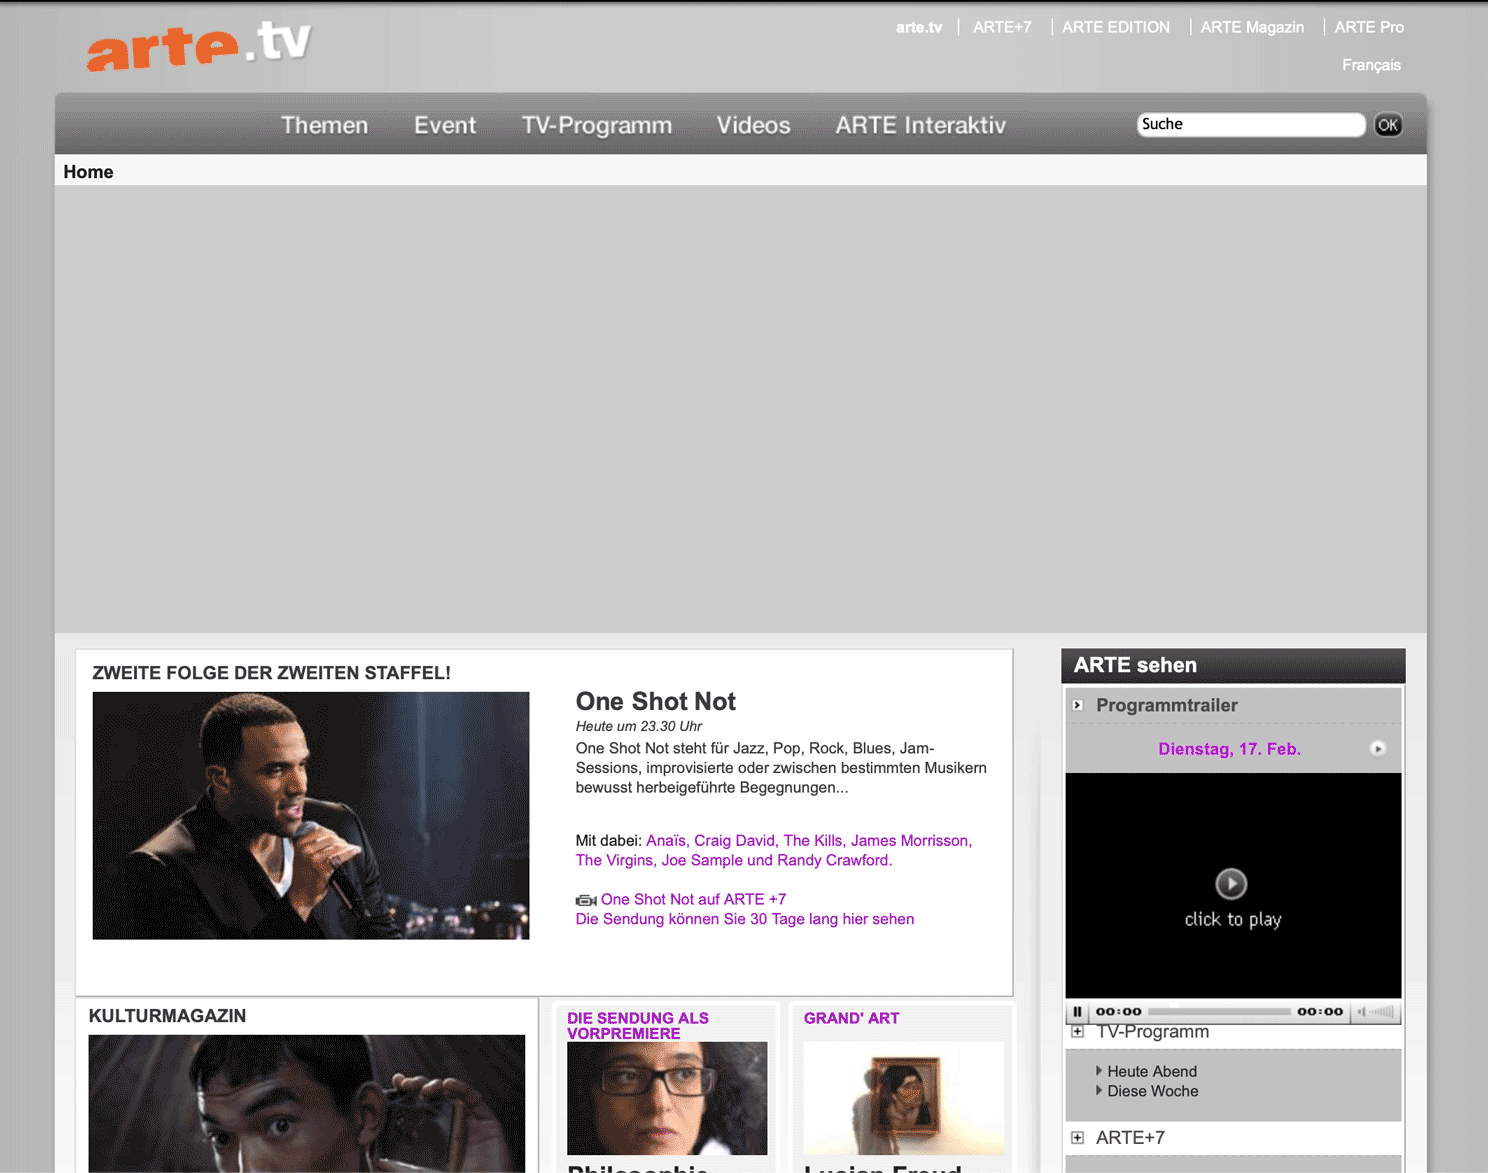 arte.tv
arte.tv | ARTE+7 | ARTE EDITION | ARTE Magazin | ARTE Pro
Français
Themen Event TV-Programm Videos ARTE Interaktiv
Suche OK
Home
ZWEITE FOLGE DER ZWEITEN STAFFEL!
One Shot Not
Heute um 23.30 Uhr
One Shot Not steht für Jazz, Pop, Rock, Blues, Jam-
Sessions, improvisierte oder zwischen bestimmten Musikern
bewusst herbeigeführte Begegnungen...
Mit dabei: Anaïs, Craig David, The Kills, James Morrisson,
The Virgins, Joe Sample und Randy Crawford.
One Shot Not auf ARTE +7
Die Sendung können Sie 30 Tage lang hier sehen
KULTURMAGAZIN
DIE SENDUNG ALS
VORPREMIERE
Philosophie
GRAND' ART
Lucian Freud
ARTE sehen
Programmtrailer
Dienstag, 17. Feb.
click to play
00:00 00:00
TV-Programm
Heute Abend
Diese Woche
ARTE+7